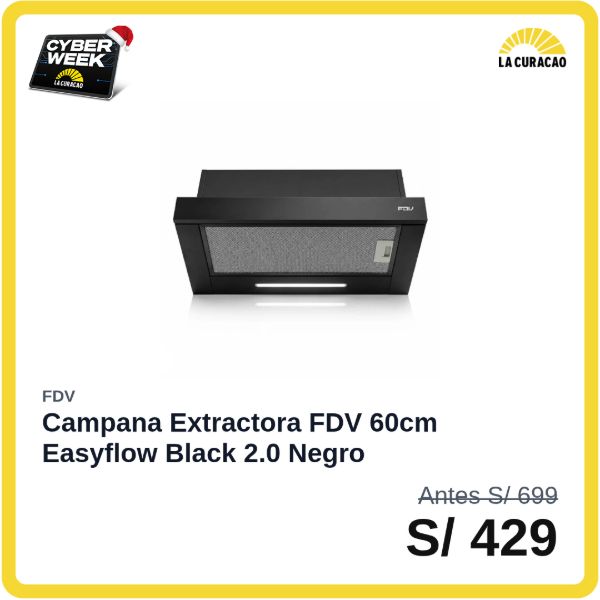 CYBER
WEEK
LA CURACAO
LA CURACAO
FDV
FDV
Campana Extractora FDV 60cm
Easyflow Black 2.0 Negro
Antes S/ 699
S/ 429